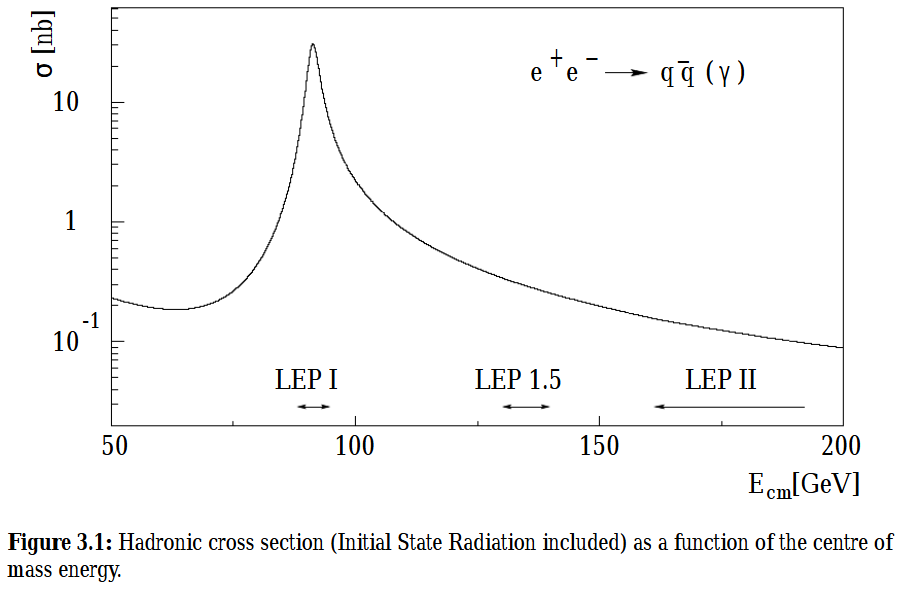 σ [nb]
e⁺e⁻ → qq̄ (γ)
10
1
10⁻¹
LEP I LEP 1.5 LEP II
50 100 150 200
E_cm[GeV]
Figure 3.1: Hadronic cross section (Initial State Radiation included) as a function of the centre of
mass energy.